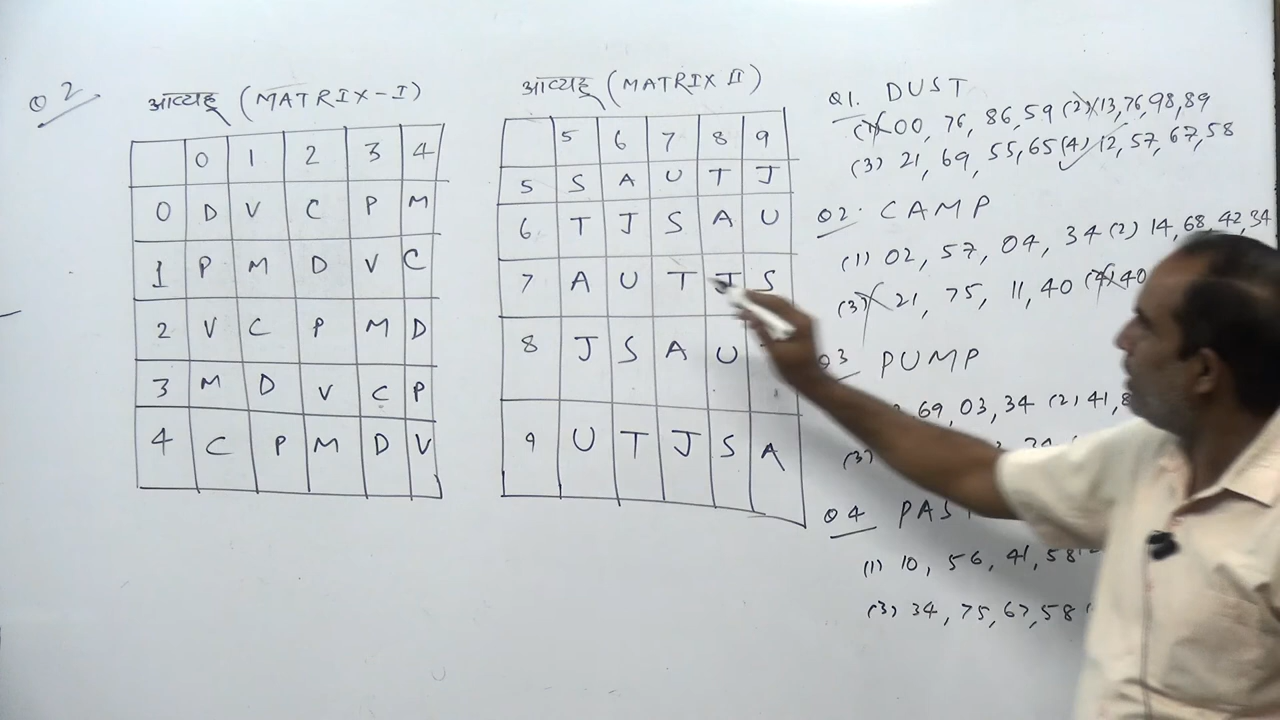 Q 2
आव्यूह (MATRIX-I)
0 1 2 3 4
0 D V C P M
1 P M D V C
2 V C P M D
3 M D V C P
4 C P M D V
आव्यूह (MATRIX II)
5 6 7 8 9
5 S A U T J
6 T J S A U
7 A U T J S
8 J S A U
9 U T J S A
Q1. DUST
(1) 00, 76, 86, 59 (2) 13, 76, 98, 89
(3) 21, 69, 55, 65 (4) 12, 57, 67, 58
Q2. CAMP
(1) 02, 57, 04, 34 (2) 14, 68, 42, 34
(3) 21, 75, 11, 40 (4) 40
Q3 PUMP
69, 03, 34 (2) 41,
(3)
Q4 PAS
(1) 10, 56, 41, 58
(3) 34, 75, 67, 58